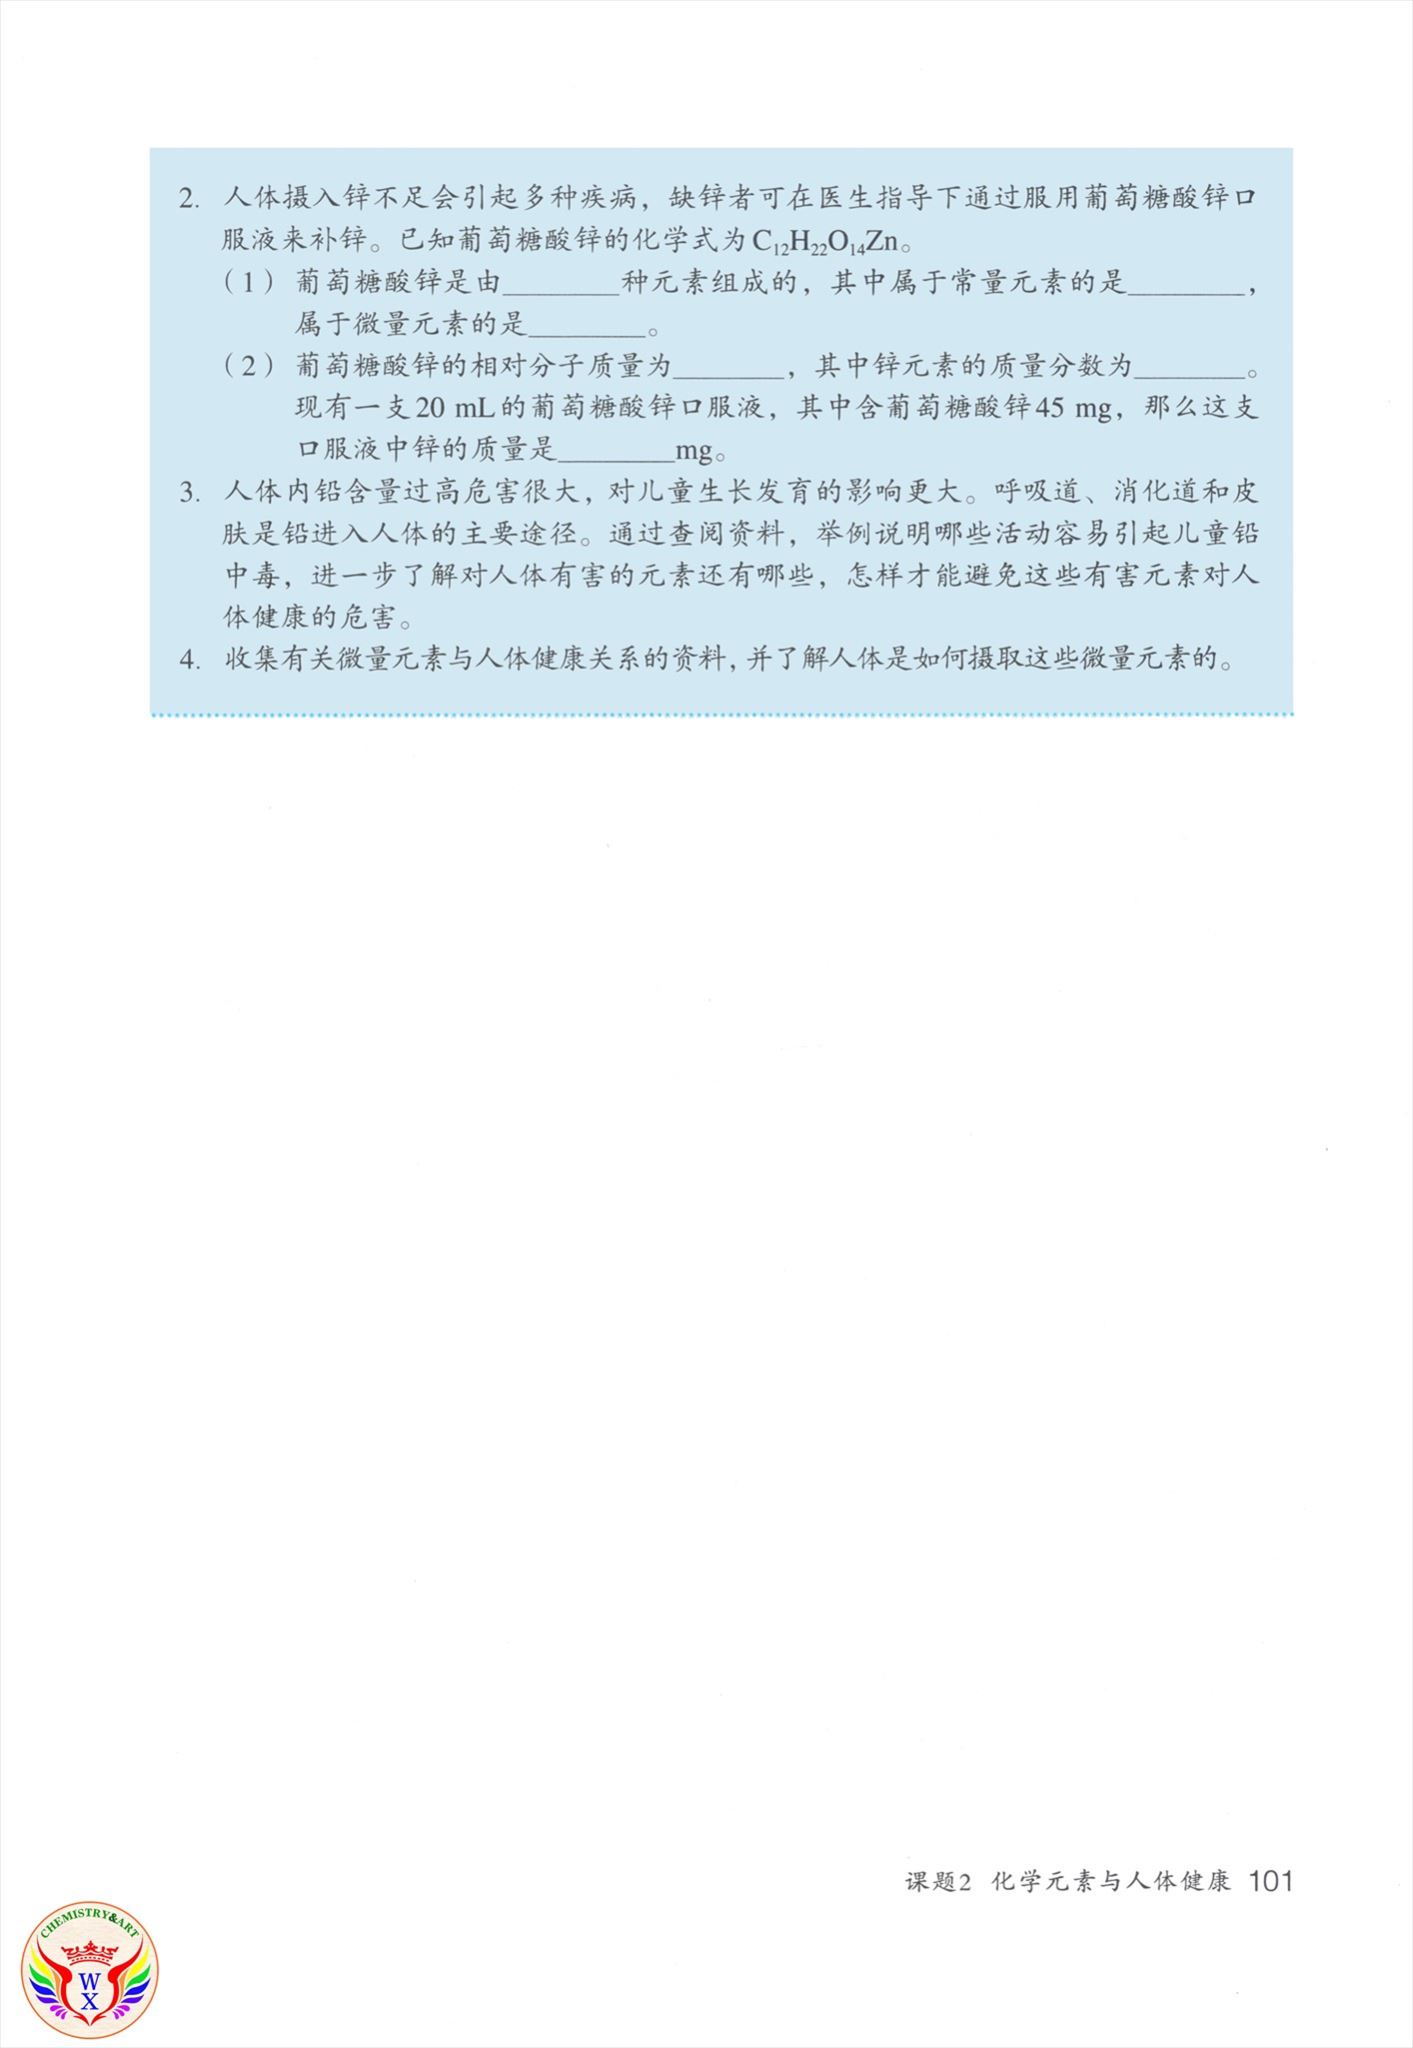 2. 人体摄入锌不足会引起多种疾病，缺锌者可在医生指导下通过服用葡萄糖酸锌口
服液来补锌。已知葡萄糖酸锌的化学式为C₁₂H₂₂O₁₄Zn。
（1） 葡萄糖酸锌是由________种元素组成的，其中属于常量元素的是________，
属于微量元素的是________。
（2） 葡萄糖酸锌的相对分子质量为________，其中锌元素的质量分数为________。
现有一支20 mL的葡萄糖酸锌口服液，其中含葡萄糖酸锌45 mg，那么这支
口服液中锌的质量是________mg。
3. 人体内铅含量过高危害很大，对儿童生长发育的影响更大。呼吸道、消化道和皮
肤是铅进入人体的主要途径。通过查阅资料，举例说明哪些活动容易引起儿童铅
中毒，进一步了解对人体有害的元素还有哪些，怎样才能避免这些有害元素对人
体健康的危害。
4. 收集有关微量元素与人体健康关系的资料，并了解人体是如何摄取这些微量元素的。
课题2 化学元素与人体健康 101
CHEMISTRY&ART
W
X